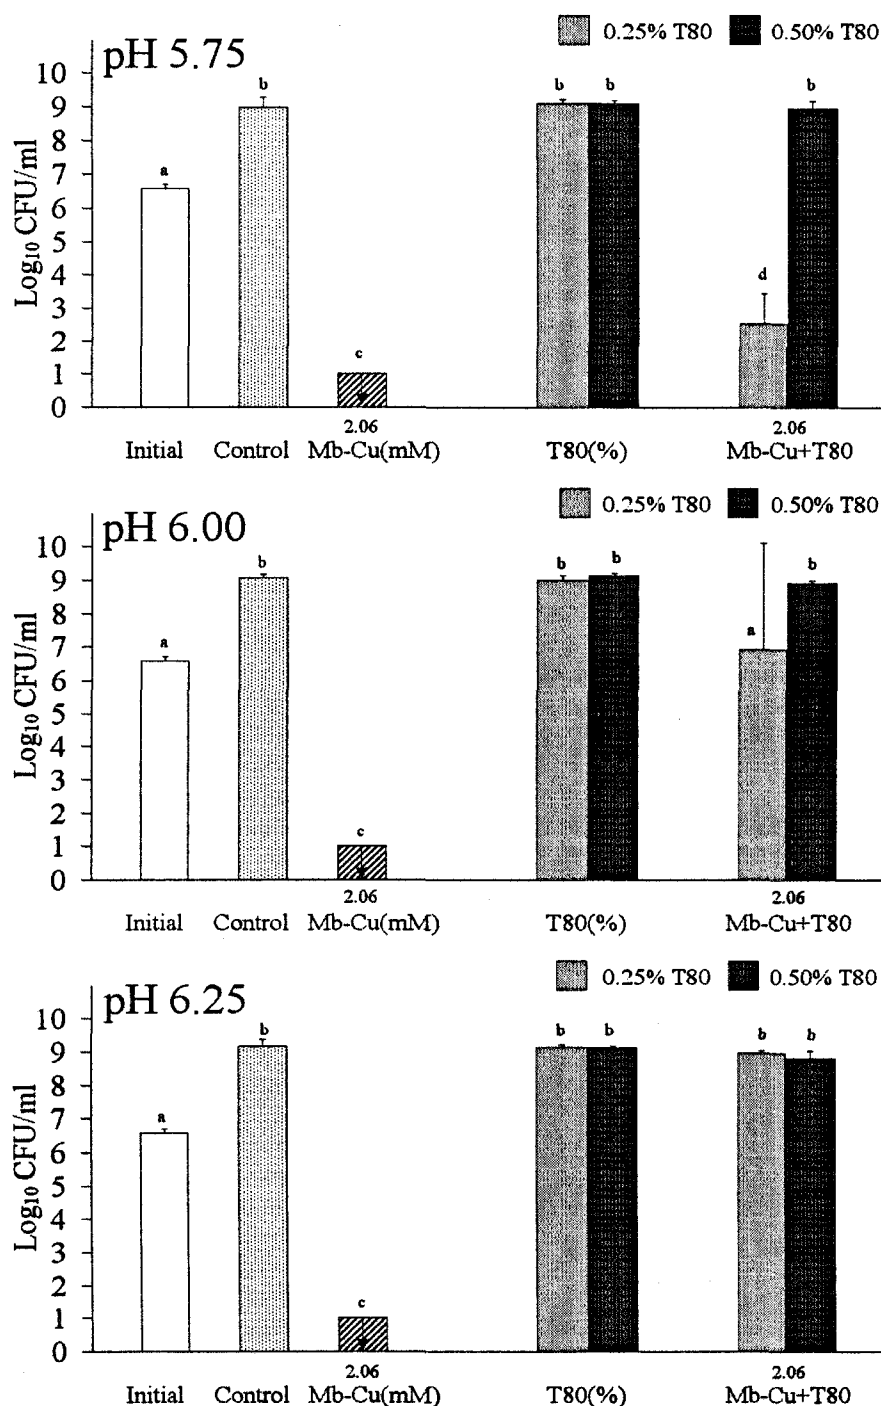 0.25% T80 0.50% T80
pH 5.75
Log10 CFU/ml
10
9
8
7
6
5
4
3
2
1
0
a
b
c
b b
d
b
2.06 2.06
Initial Control Mb-Cu(mM) T80(%) Mb-Cu+T80
0.25% T80 0.50% T80
pH 6.00
Log10 CFU/ml
10
9
8
7
6
5
4
3
2
1
0
a
b
c
b b
a
b
2.06 2.06
Initial Control Mb-Cu(mM) T80(%) Mb-Cu+T80
0.25% T80 0.50% T80
pH 6.25
Log10 CFU/ml
10
9
8
7
6
5
4
3
2
1
0
a
b
c
b b
b b
2.06 2.06
Initial Control Mb-Cu(mM) T80(%) Mb-Cu+T80